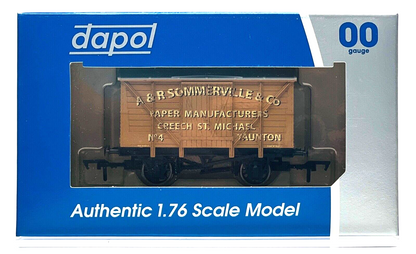 dapol
00
gauge
A & R SOMMERVILLE & Co
PAPER MANUFACTURERS
CREECH ST. MICHAEL
No 4. TAUNTON
Authentic 1.76 Scale Model